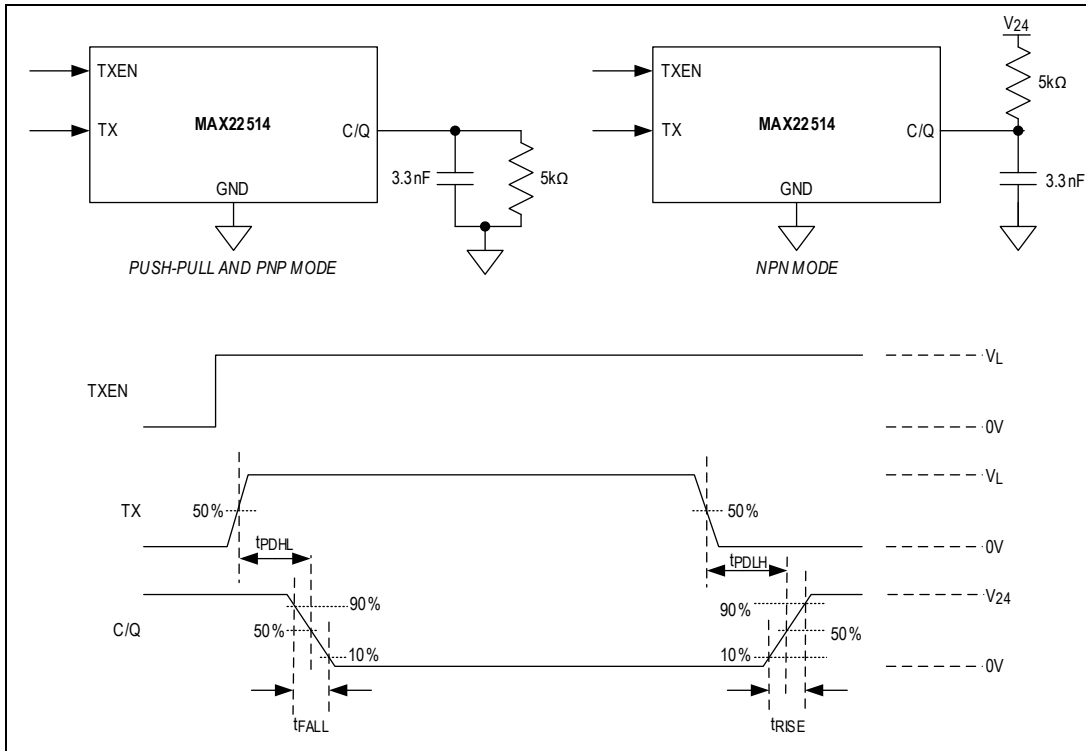 V24
TXEN
TX
MAX22514
C/Q
GND
3.3nF
5kΩ
PUSH-PULL AND PNP MODE
TXEN
TX
MAX22514
C/Q
GND
5kΩ
3.3nF
NPN MODE
TXEN
VL
0V
TX
50%
50%
VL
0V
tPDHL
tPDLH
C/Q
90%
50%
10%
90%
50%
10%
V24
0V
tFALL
tRISE